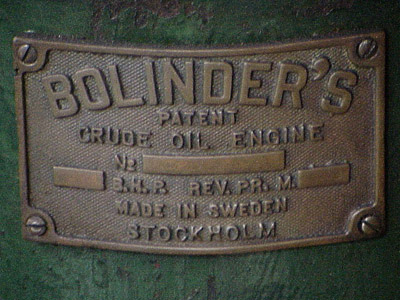 BOLINDER'S
PATENT
CRUDE OIL ENGINE
No
B.H.P. REV. PR. M.
MADE IN SWEDEN
STOCKHOLM